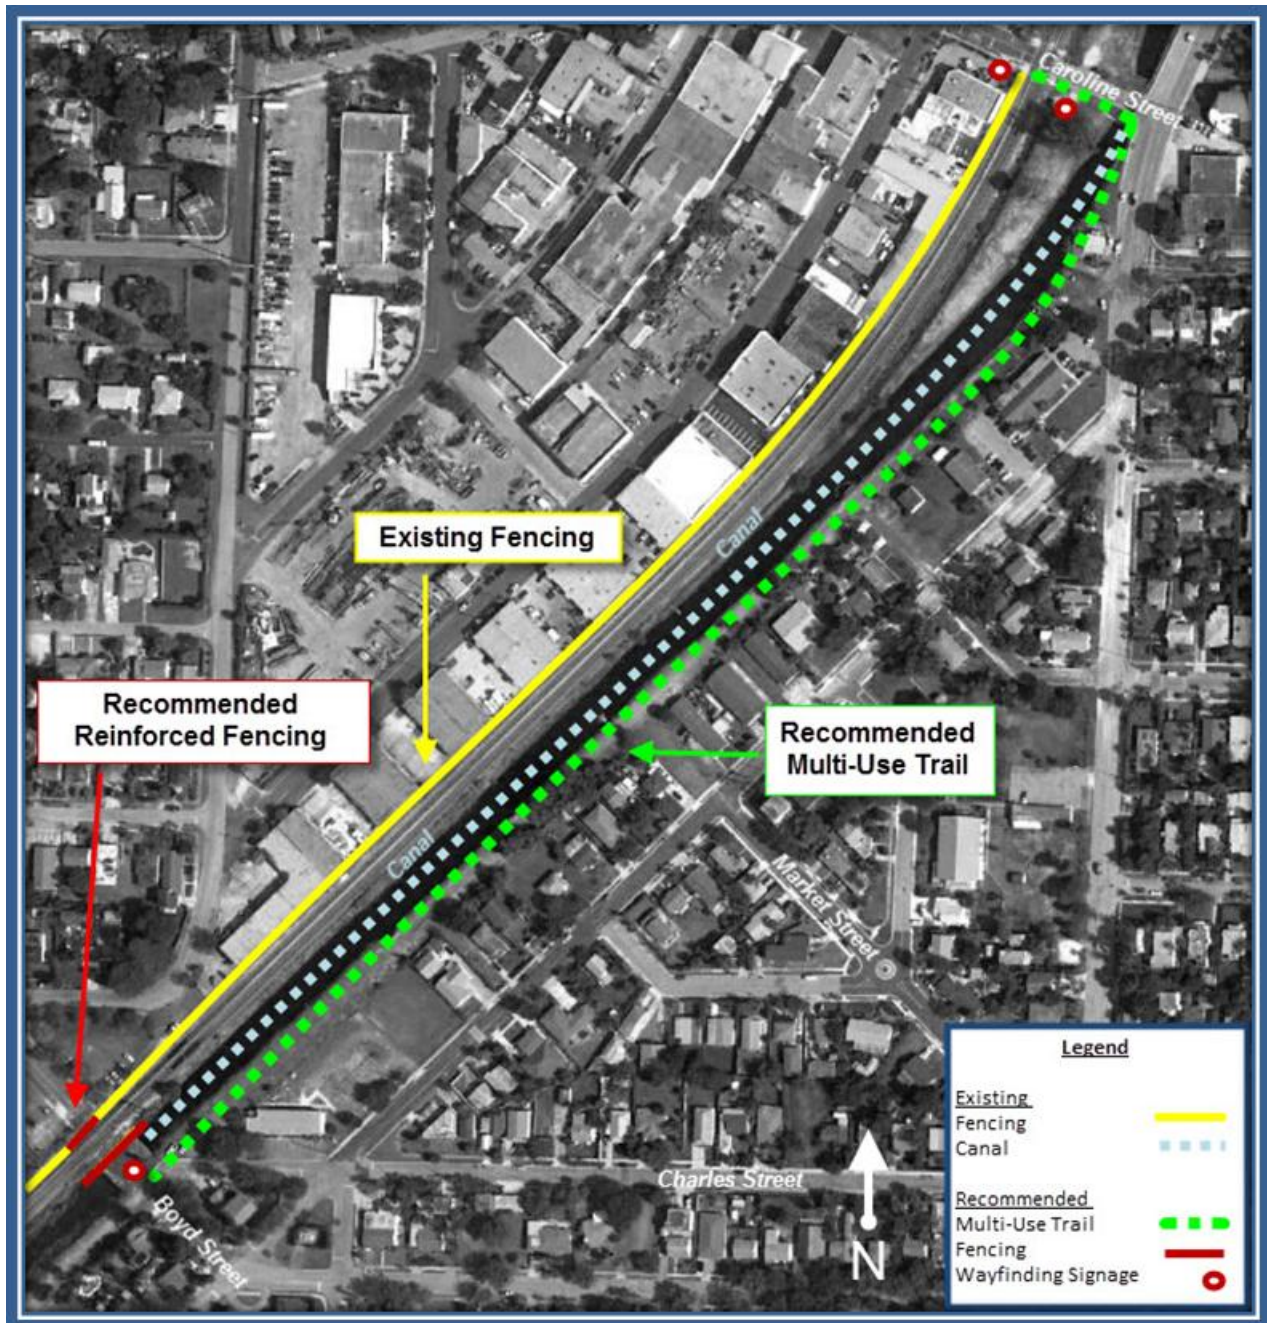 Caroline Street
Existing Fencing
Canal
Recommended
Reinforced Fencing
Recommended
Multi-Use Trail
Canal
Market Street
Charles Street
Boyd Street
N
Legend
Existing
Fencing
Canal
Recommended
Multi-Use Trail
Fencing
Wayfinding Signage